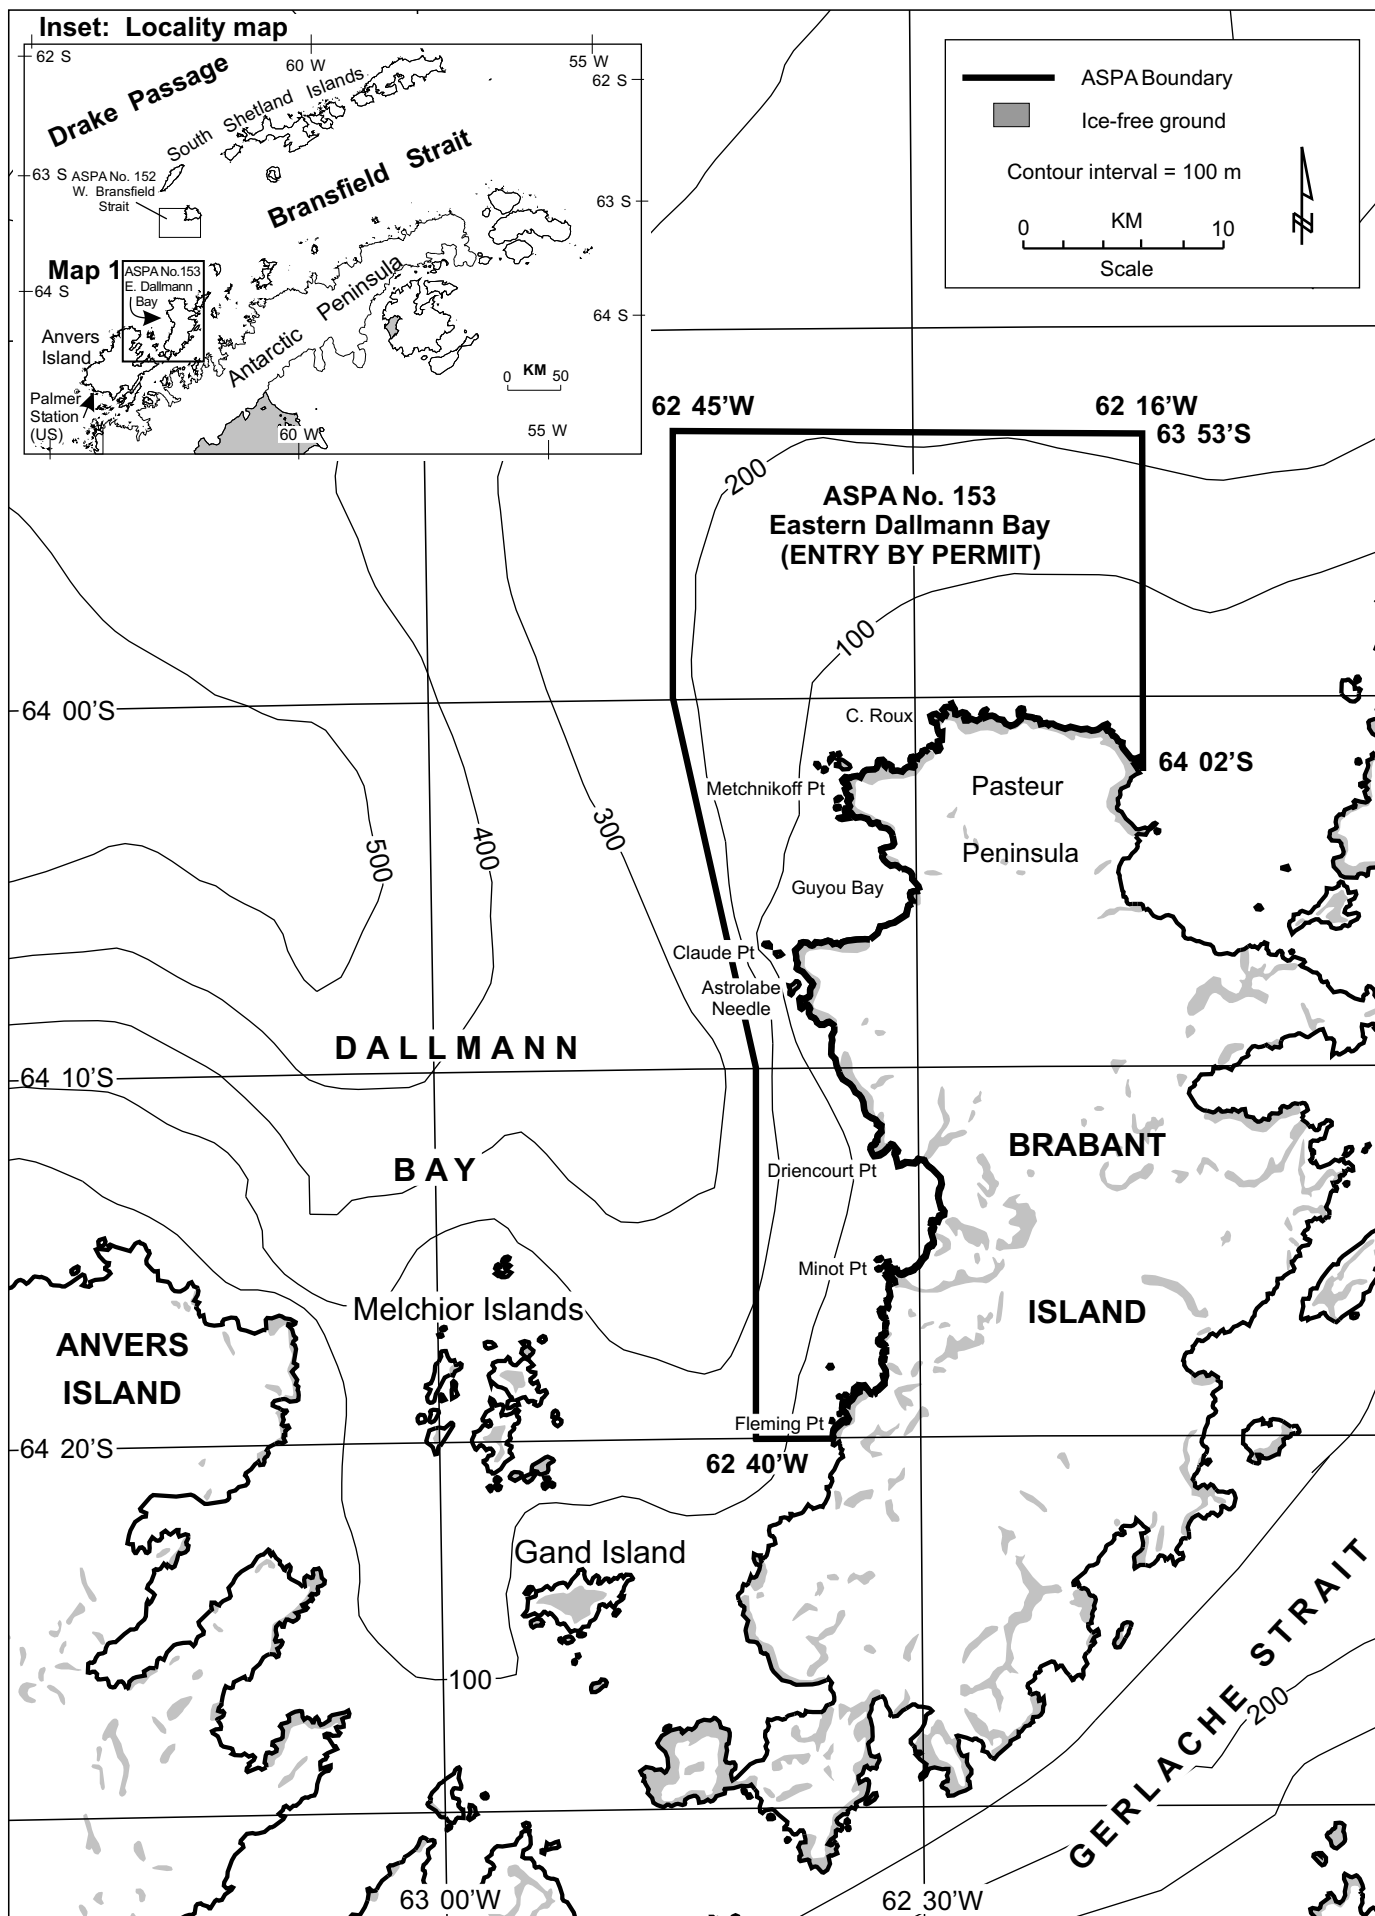 Inset: Locality map
62 S
60 W
55 W
62 S
Drake Passage
South Shetland Islands
Bransfield Strait
63 S
ASPA No. 152
W. Bransfield
Strait
63 S
Map 1
ASPA No.153
E. Dallmann
Bay
64 S
64 S
Antarctic Peninsula
Anvers
Island
Palmer
Station
(US)
0 KM 50
60 W
55 W
ASPA Boundary
Ice-free ground
Contour interval = 100 m
N
0 KM 10
Scale
62 45'W
62 16'W
63 53'S
200
ASPA No. 153
Eastern Dallmann Bay
(ENTRY BY PERMIT)
100
64 00'S
C. Roux
64 02'S
Metchnikoff Pt
Pasteur
Peninsula
300
400
500
Guyou Bay
Claude Pt
Astrolabe
Needle
DALLMANN
BAY
64 10'S
BRABANT
ISLAND
Driencourt Pt
Minot Pt
Melchior Islands
ANVERS
ISLAND
Fleming Pt
64 20'S
62 40'W
Gand Island
100
GERLACHE STRAIT
200
63 00'W
62 30'W